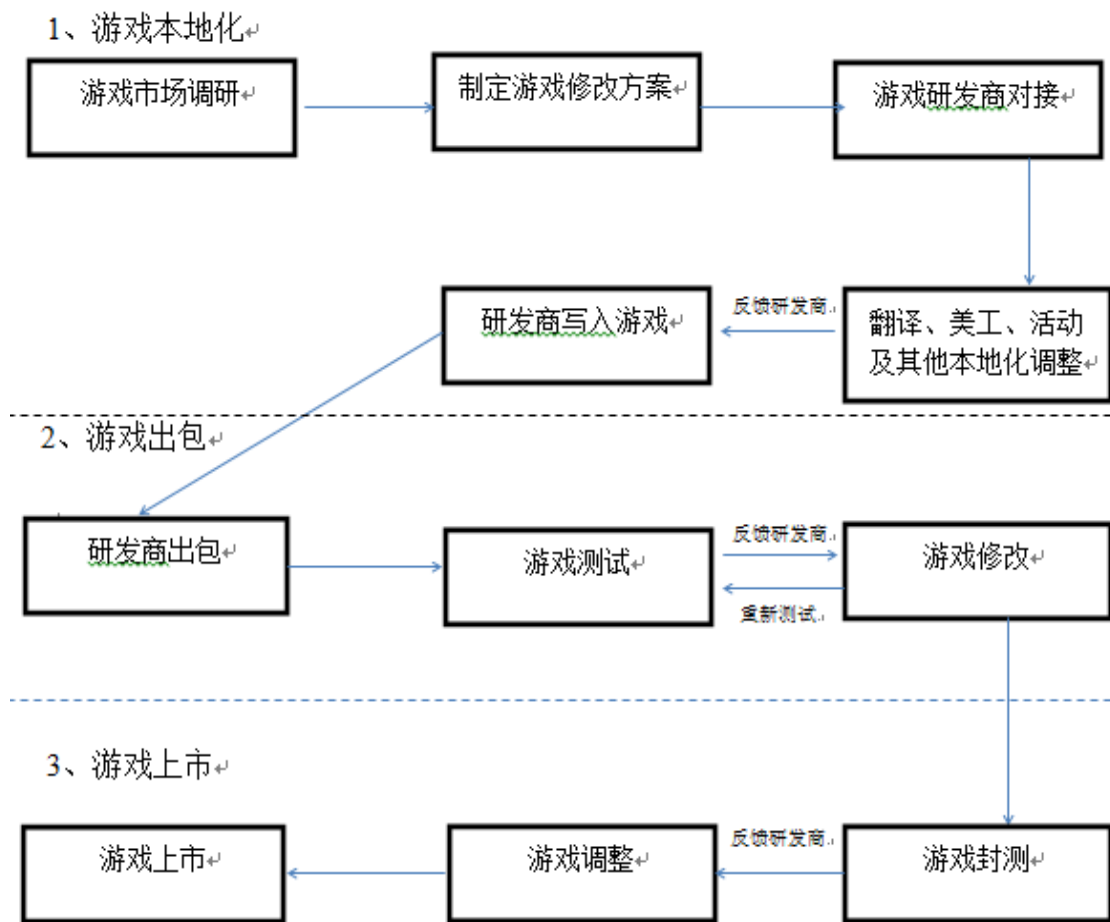 1、游戏本地化
游戏市场调研
制定游戏修改方案
游戏研发商对接
研发商写入游戏
反馈研发商
翻译、美工、活动
及其他本地化调整
2、游戏出包
研发商出包
游戏测试
反馈研发商
重新测试
游戏修改
3、游戏上市
游戏上市
游戏调整
反馈研发商
游戏封测